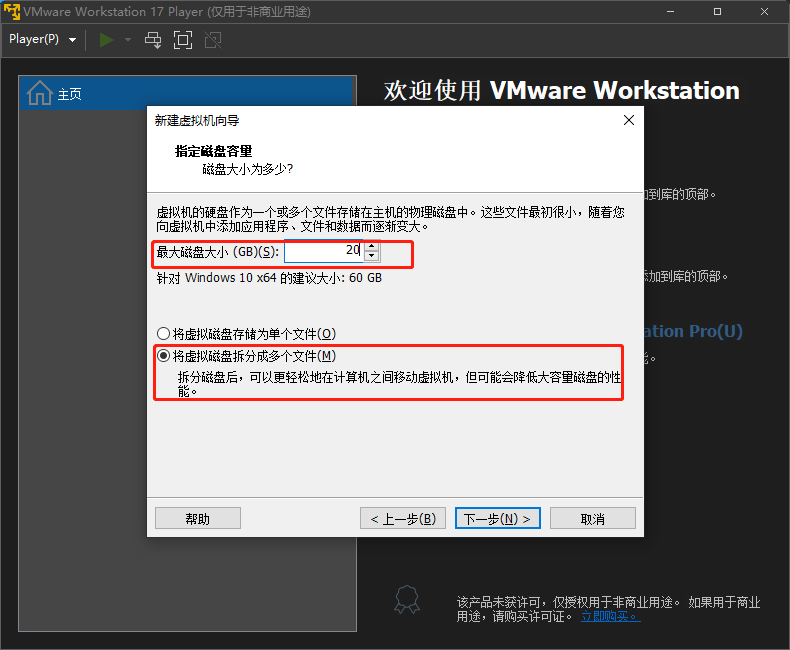 VMware Workstation 17 Player (仅用于非商业用途)
Player(P)
主页
欢迎使用 VMware Workstation
新建虚拟机向导
指定磁盘容量
磁盘大小为多少?
加到库的顶部。
虚拟机的硬盘作为一个或多个文件存储在主机的物理磁盘中。这些文件最初很小，随着您
向虚拟机中添加应用程序、文件和数据而逐渐变大。
最大磁盘大小 (GB)(S): 20
针对 Windows 10 x64 的建议大小: 60 GB
添加到库的顶部。
将虚拟磁盘存储为单个文件(O)
ation Pro(U)
将虚拟磁盘拆分成多个文件(M)
拆分磁盘后，可以更轻松地在计算机之间移动虚拟机，但可能会降低大容量磁盘的性
能。
帮助
< 上一步(B)
下一步(N) >
取消
该产品未获许可，仅授权用于非商业用途。 如果用于商业
用途，请购买许可证。 立即购买。